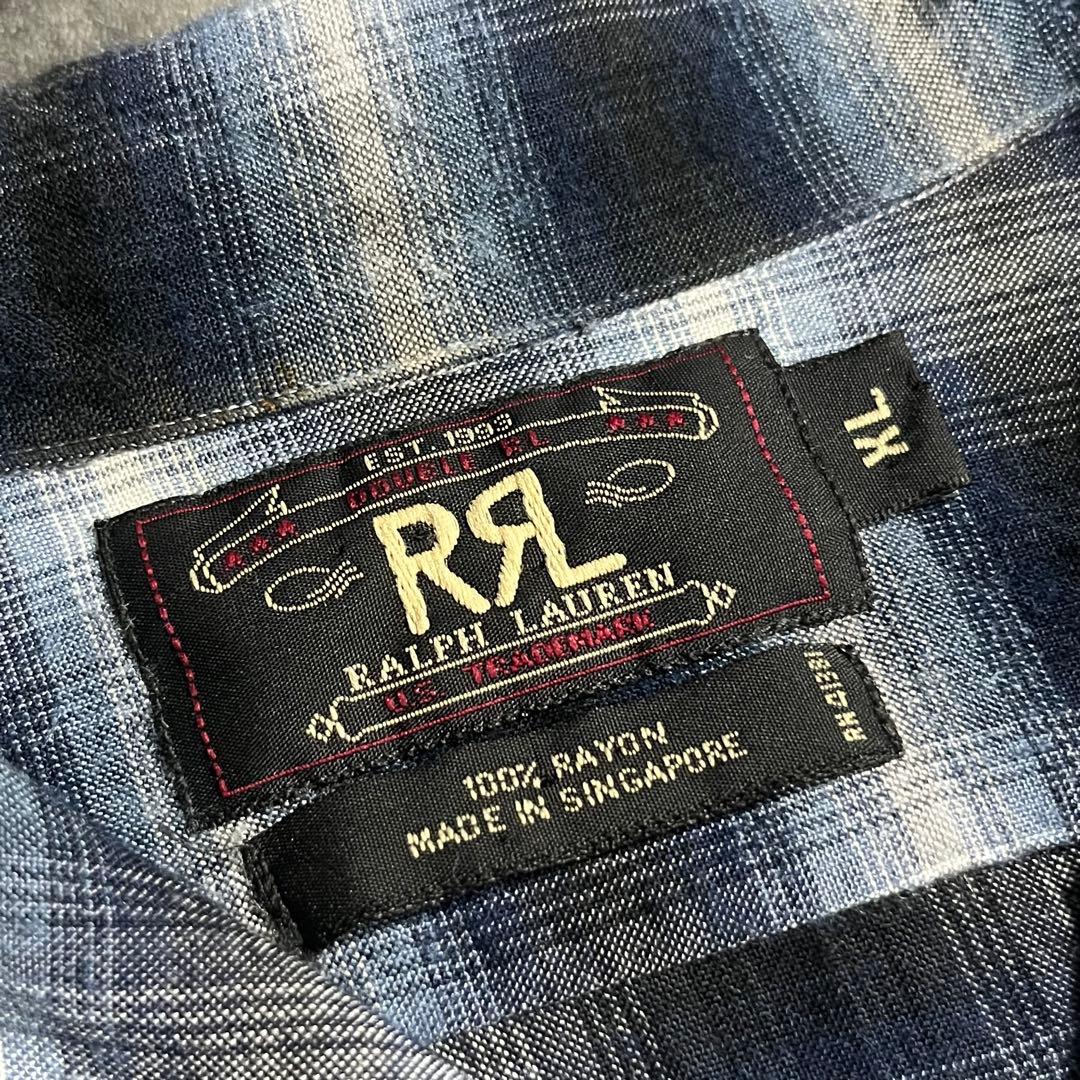 EST. 1993
DOUBLE RL
RRL
RALPH LAUREN
U.S. TRADEMARK
XL
100% RAYON
MADE IN SINGAPORE